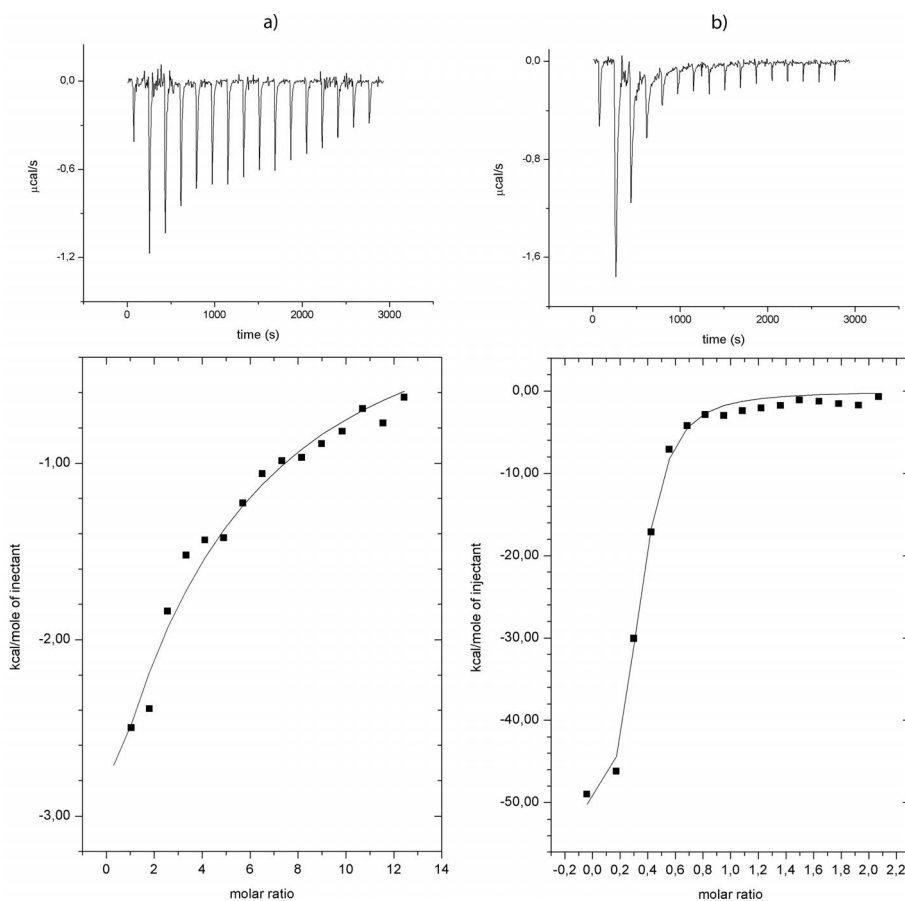 a)
0,0
-0,6
-1,2
μcal/s
0 1000 2000 3000
time (s)
-1,00
-2,00
-3,00
kcal/mole of inectant
0 2 4 6 8 10 12 14
molar ratio
b)
0,0
-0,8
-1,6
μcal/s
0 1000 2000 3000
time (s)
0,00
-10,00
-20,00
-30,00
-40,00
-50,00
kcal/mole of injectant
-0,2 0,0 0,2 0,4 0,6 0,8 1,0 1,2 1,4 1,6 1,8 2,0 2,2
molar ratio